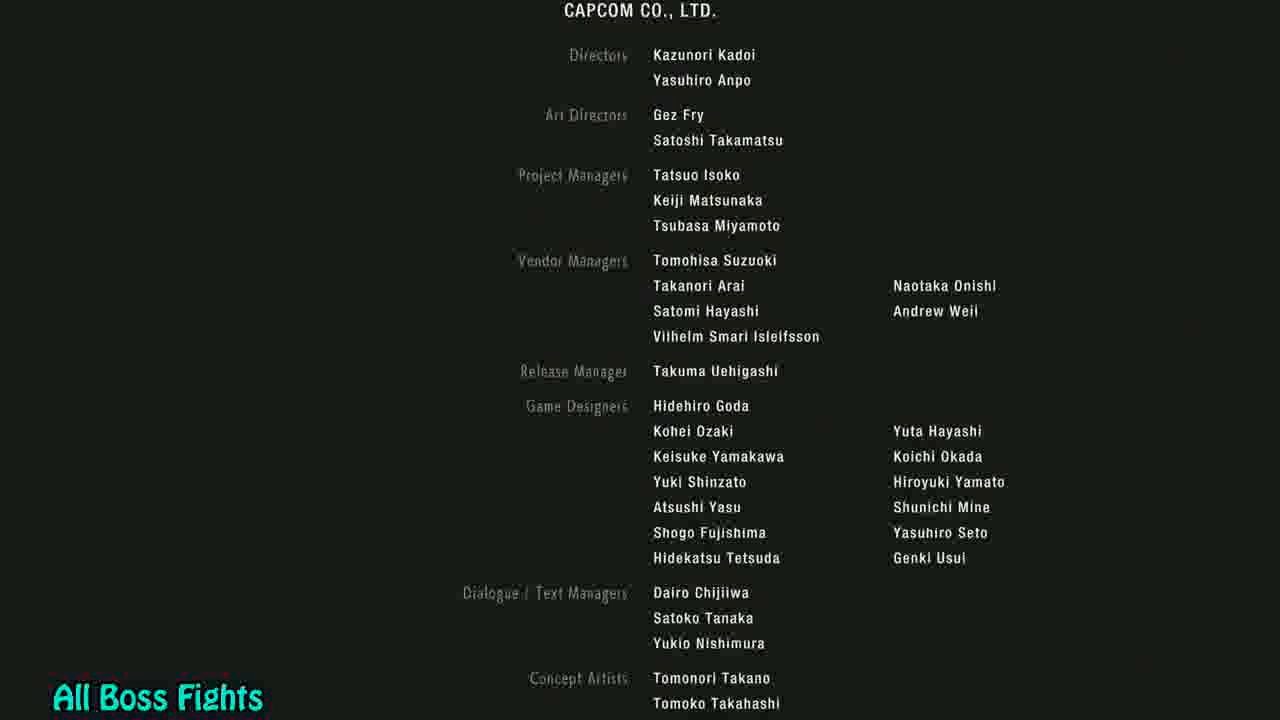 CAPCOM CO., LTD.
Directors Kazunori Kadoi
Yasuhiro Anpo
Art Directors Gez Fry
Satoshi Takamatsu
Project Managers Tatsuo Isoko
Keiji Matsunaka
Tsubasa Miyamoto
Vendor Managers Tomohisa Suzuoki
Takanori Arai Naotaka Onishi
Satomi Hayashi Andrew Weil
Vilhelm Smari Isleifsson
Release Manager Takuma Uehigashi
Game Designers Hidehiro Goda
Kohei Ozaki Yuta Hayashi
Keisuke Yamakawa Koichi Okada
Yuki Shinzato Hiroyuki Yamato
Atsushi Yasu Shunichi Mine
Shogo Fujishima Yasuhiro Seto
Hidekatsu Tetsuda Genki Usui
Dialogue / Text Managers Dairo Chijiiwa
Satoko Tanaka
Yukio Nishimura
Concept Artists Tomonori Takano
Tomoko Takahashi
All Boss Fights